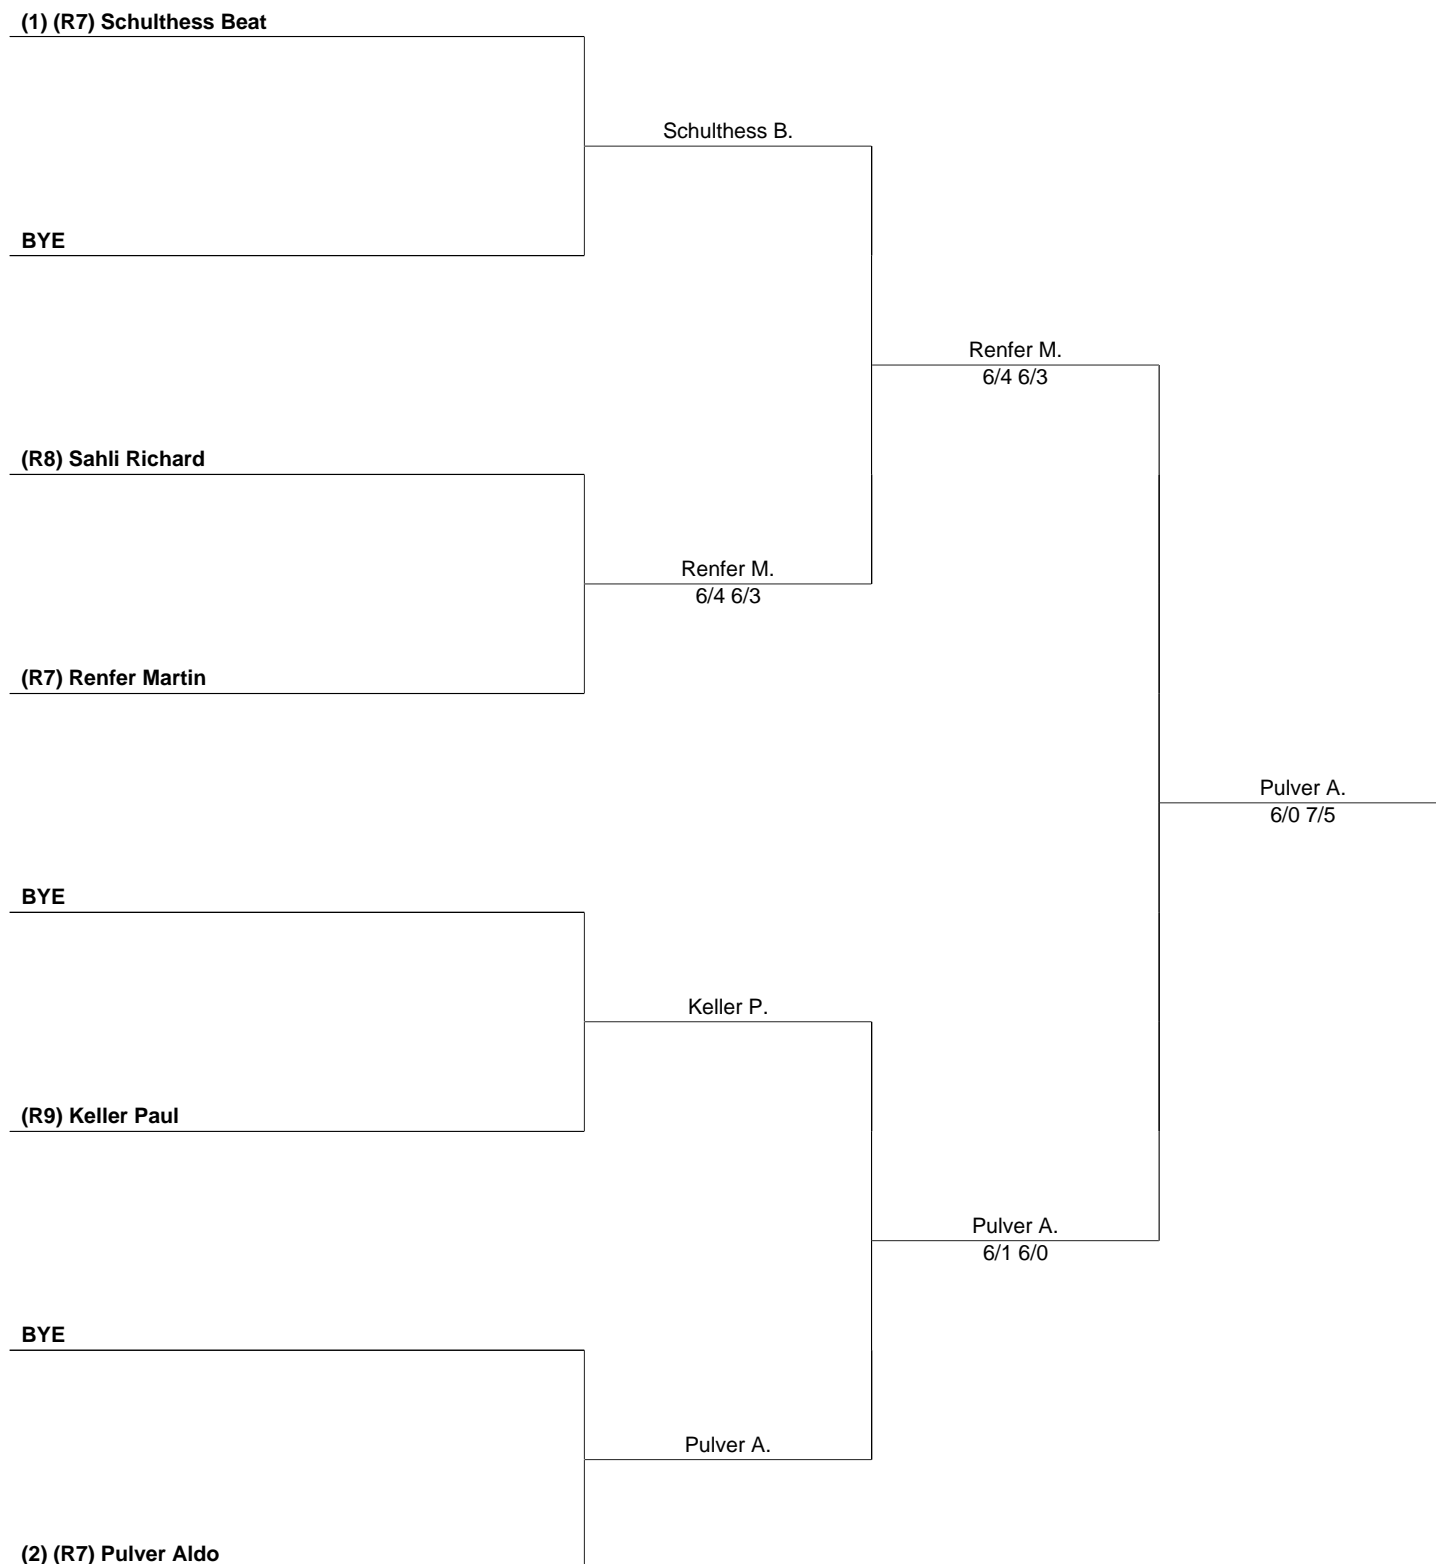 (1) (R7) Schulthess Beat
Schulthess B.
BYE
Renfer M.
6/4 6/3
(R8) Sahli Richard
Renfer M.
6/4 6/3
(R7) Renfer Martin
Pulver A.
6/0 7/5
BYE
Keller P.
(R9) Keller Paul
Pulver A.
6/1 6/0
BYE
Pulver A.
(2) (R7) Pulver Aldo